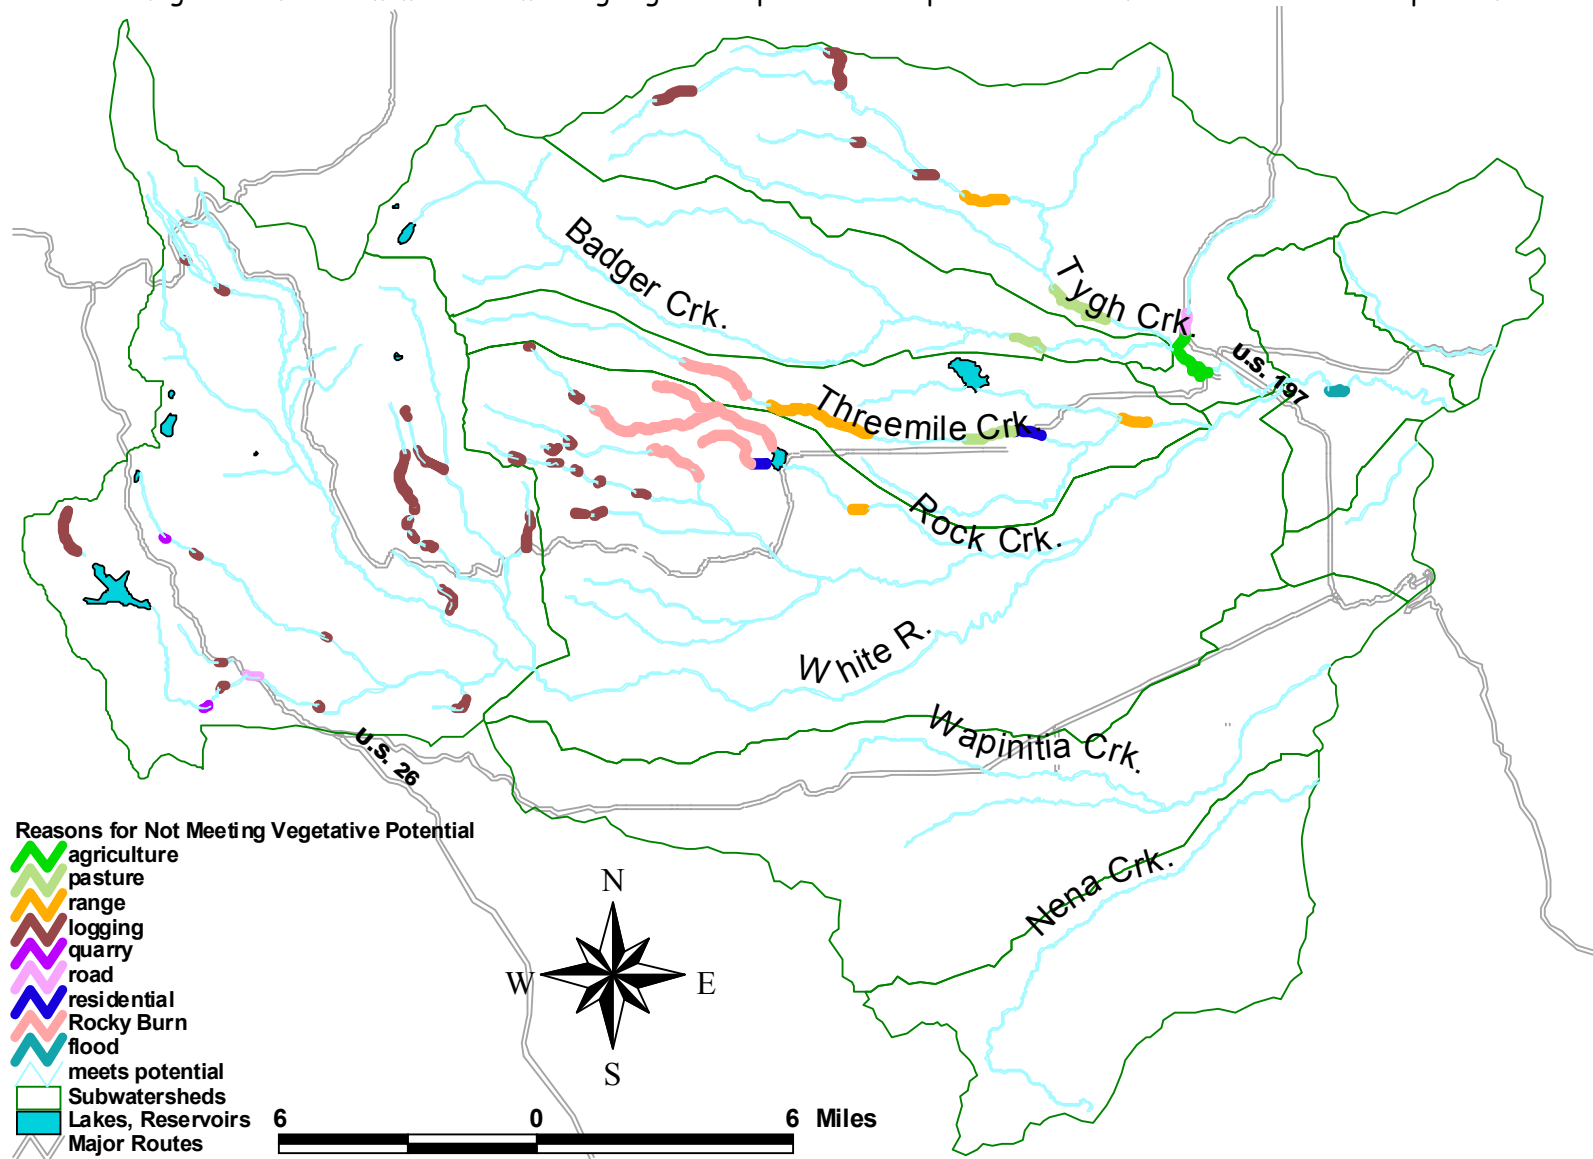 Tygh Crk.
Badger Crk.
U.S. 197
Threemile Crk.
Rock Crk.
White R.
Wapinitia Crk.
U.S. 26
Nena Crk.
Reasons for Not Meeting Vegetative Potential
agriculture
pasture
range
logging
quarry
road
residential
Rocky Burn
flood
meets potential
Subwatersheds
Lakes, Reservoirs
Major Routes
N
W E
S
6 0 6 Miles